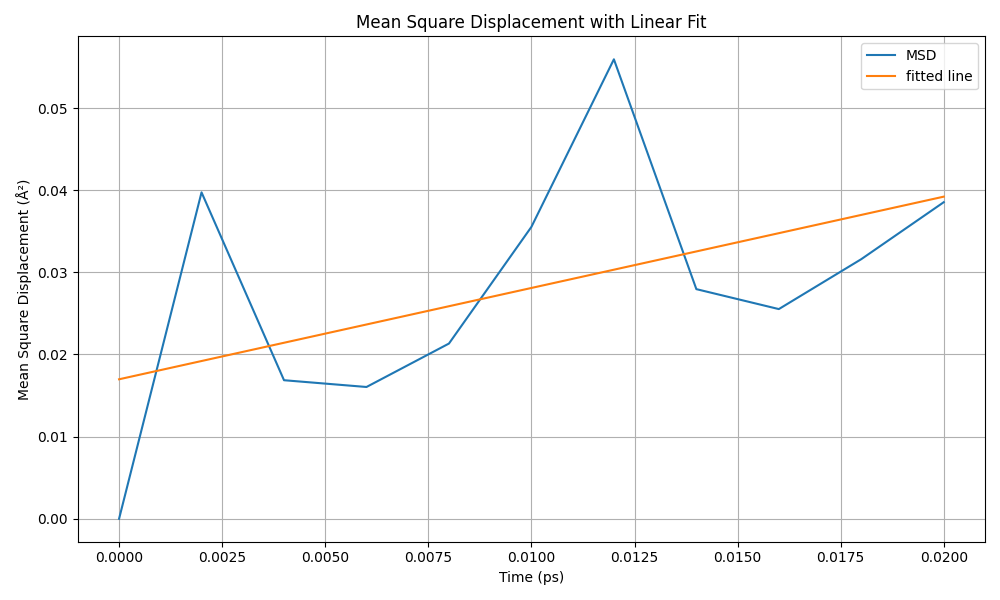 Mean Square Displacement with Linear Fit
MSD
fitted line
Mean Square Displacement (Å²)
0.05
0.04
0.03
0.02
0.01
0.00
0.0000 0.0025 0.0050 0.0075 0.0100 0.0125 0.0150 0.0175 0.0200
Time (ps)